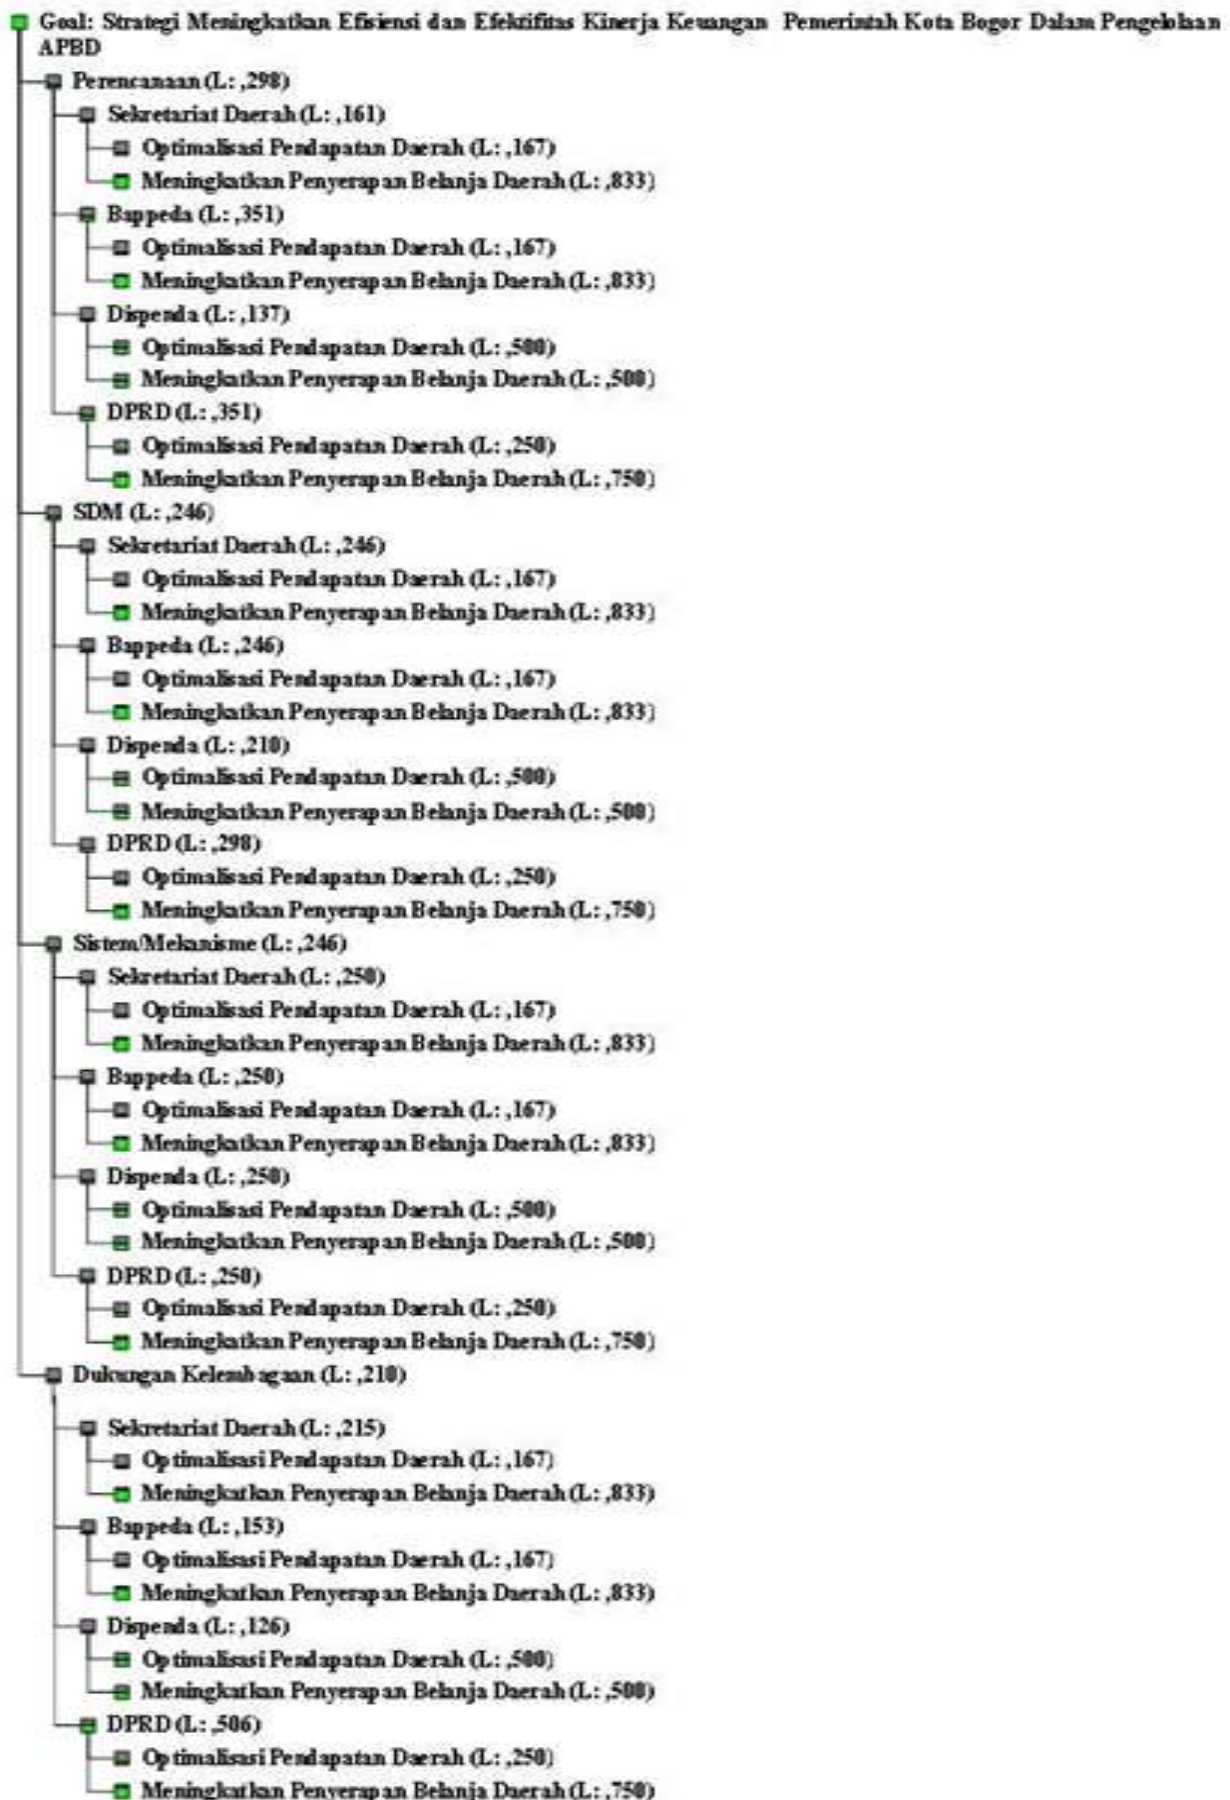 Goal: Strategi Meningkatkan Efisiensi dan Efektifitas Kinerja Keuangan Pemerintah Kota Bogor Dalam Pengelolaan
APBD
Perencanaan (L: ,298)
Sekretariat Daerah (L: ,161)
Optimalisasi Pendapatan Daerah (L: ,167)
Meningkatkan Penyerapan Belanja Daerah (L: ,833)
Bappeda (L: ,351)
Optimalisasi Pendapatan Daerah (L: ,167)
Meningkatkan Penyerapan Belanja Daerah (L: ,833)
Dispenda (L: ,137)
Optimalisasi Pendapatan Daerah (L: ,500)
Meningkatkan Penyerapan Belanja Daerah (L: ,500)
DPRD (L: ,351)
Optimalisasi Pendapatan Daerah (L: ,250)
Meningkatkan Penyerapan Belanja Daerah (L: ,750)
SDM (L: ,246)
Sekretariat Daerah (L: ,246)
Optimalisasi Pendapatan Daerah (L: ,167)
Meningkatkan Penyerapan Belanja Daerah (L: ,833)
Bappeda (L: ,246)
Optimalisasi Pendapatan Daerah (L: ,167)
Meningkatkan Penyerapan Belanja Daerah (L: ,833)
Dispenda (L: ,210)
Optimalisasi Pendapatan Daerah (L: ,500)
Meningkatkan Penyerapan Belanja Daerah (L: ,500)
DPRD (L: ,298)
Optimalisasi Pendapatan Daerah (L: ,250)
Meningkatkan Penyerapan Belanja Daerah (L: ,750)
Sistem/Mekanisme (L: ,246)
Sekretariat Daerah (L: ,250)
Optimalisasi Pendapatan Daerah (L: ,167)
Meningkatkan Penyerapan Belanja Daerah (L: ,833)
Bappeda (L: ,250)
Optimalisasi Pendapatan Daerah (L: ,167)
Meningkatkan Penyerapan Belanja Daerah (L: ,833)
Dispenda (L: ,250)
Optimalisasi Pendapatan Daerah (L: ,500)
Meningkatkan Penyerapan Belanja Daerah (L: ,500)
DPRD (L: ,250)
Optimalisasi Pendapatan Daerah (L: ,250)
Meningkatkan Penyerapan Belanja Daerah (L: ,750)
Dukungan Kelembagaan (L: ,210)
Sekretariat Daerah (L: ,215)
Optimalisasi Pendapatan Daerah (L: ,167)
Meningkatkan Penyerapan Belanja Daerah (L: ,833)
Bappeda (L: ,153)
Optimalisasi Pendapatan Daerah (L: ,167)
Meningkatkan Penyerapan Belanja Daerah (L: ,833)
Dispenda (L: ,126)
Optimalisasi Pendapatan Daerah (L: ,500)
Meningkatkan Penyerapan Belanja Daerah (L: ,500)
DPRD (L: ,506)
Optimalisasi Pendapatan Daerah (L: ,250)
Meningkatkan Penyerapan Belanja Daerah (L: ,750)